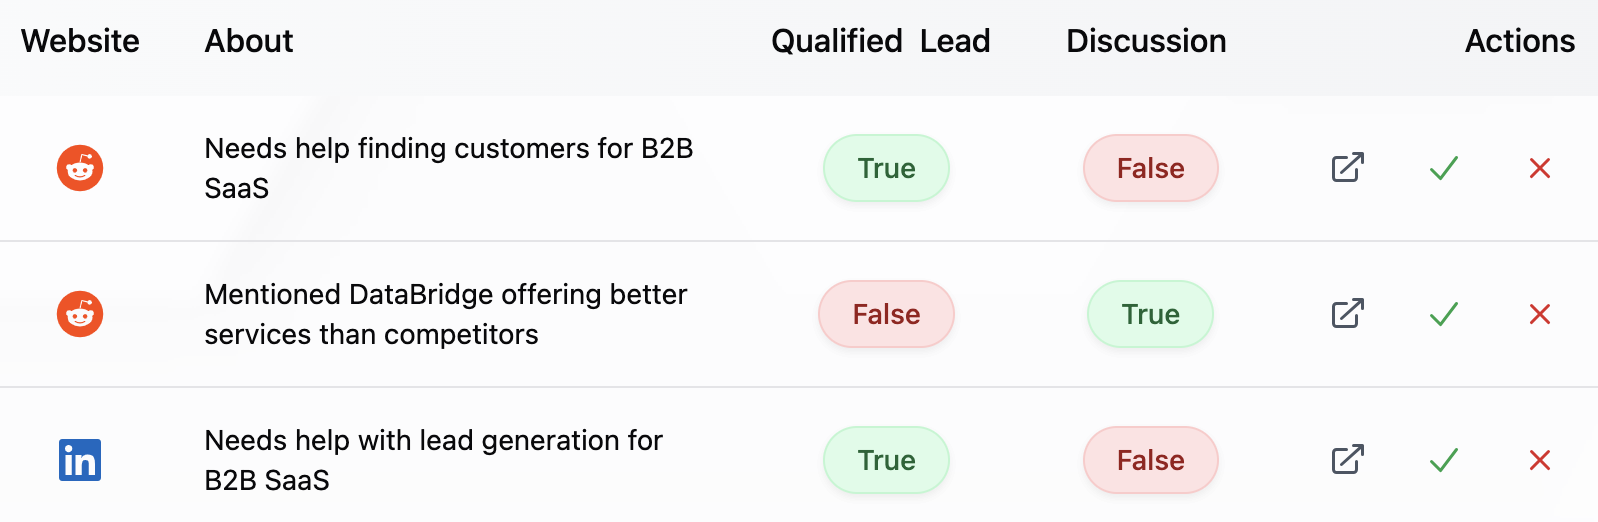 Website About Qualified Lead Discussion Actions
Needs help finding customers for B2B
SaaS
True False
Mentioned DataBridge offering better
services than competitors
False True
in
Needs help with lead generation for
B2B SaaS
True False